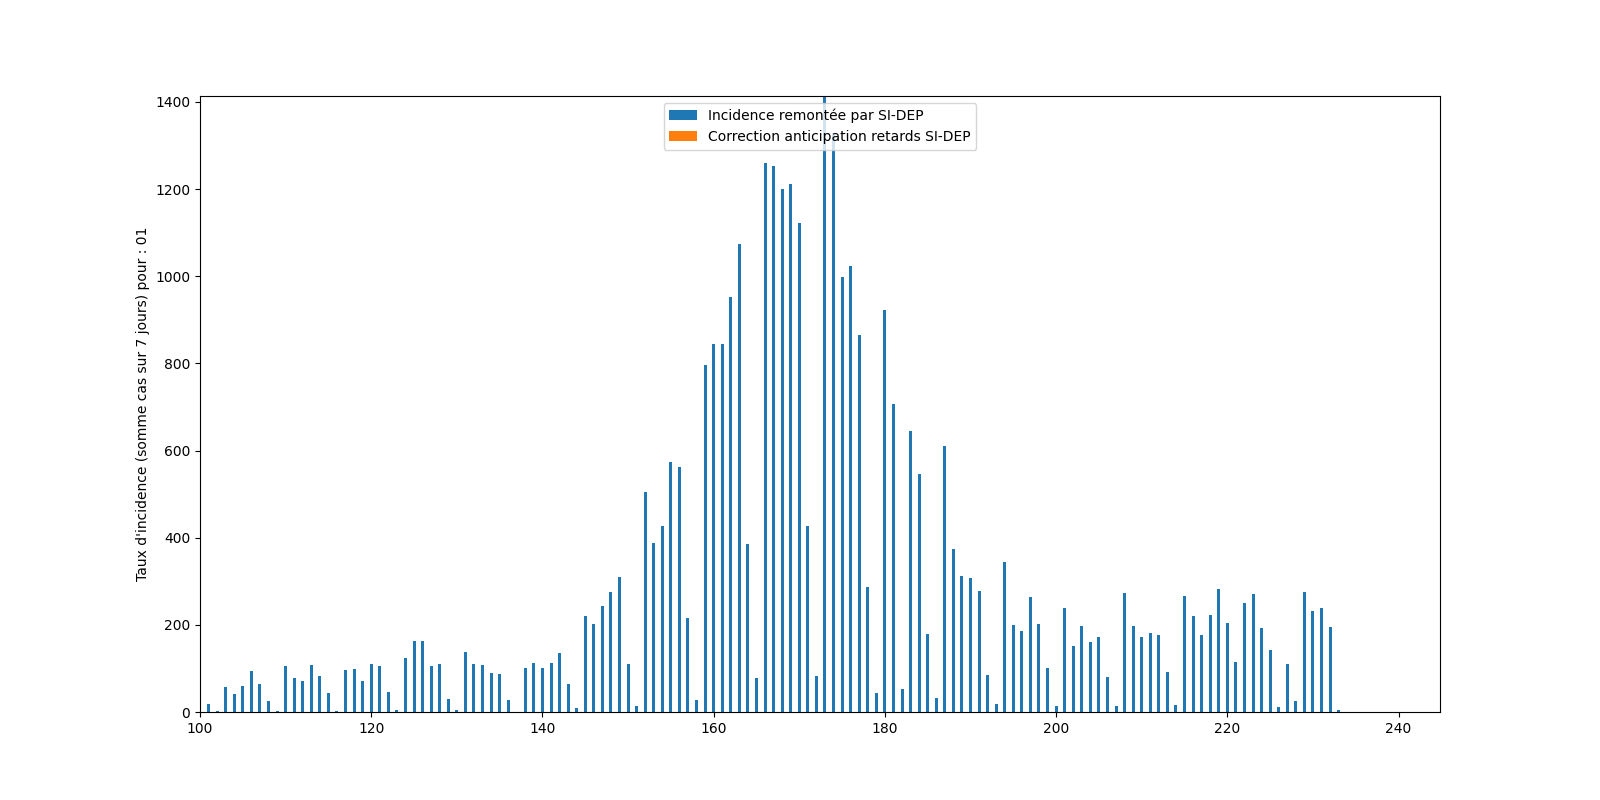 Incidence remontée par SI-DEP
Correction anticipation retards SI-DEP
Taux d'incidence (somme cas sur 7 jours) pour : 01
1400
1200
1000
800
600
400
200
0
100 120 140 160 180 200 220 240